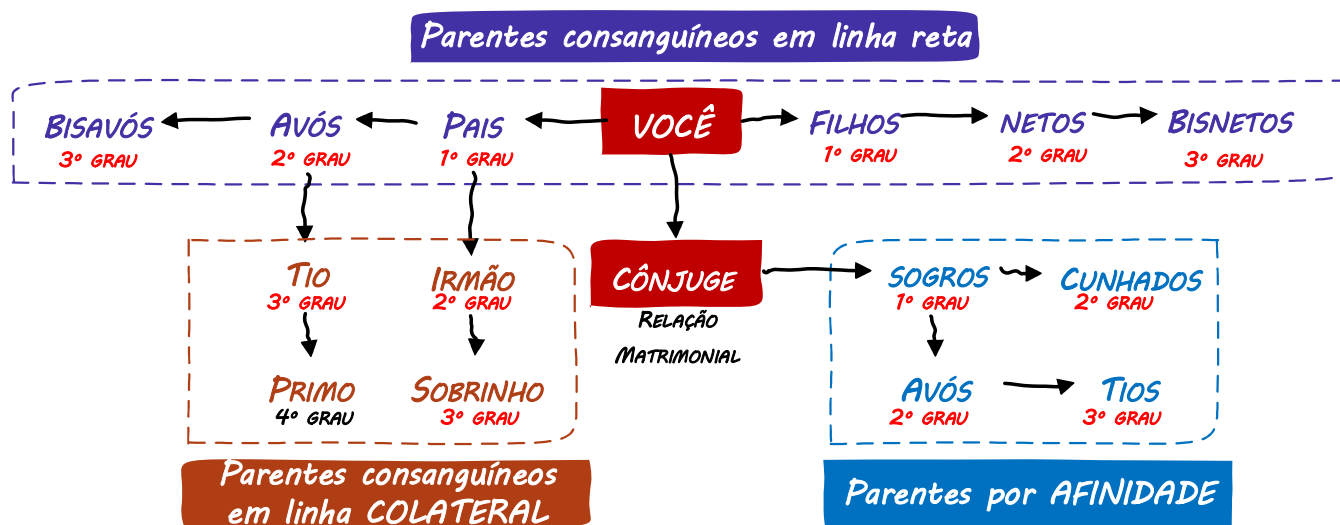 Parentes consanguíneos em linha reta
BISAVÓS
3º GRAU
AVÓS
2º GRAU
PAIS
1º GRAU
VOCÊ
FILHOS
1º GRAU
NETOS
2º GRAU
BISNETOS
3º GRAU
TIO
3º GRAU
IRMÃO
2º GRAU
PRIMO
4º GRAU
SOBRINHO
3º GRAU
Parentes consanguíneos
em linha COLATERAL
CÔNJUGE
RELAÇÃO
MATRIMONIAL
SOGROS
1º GRAU
CUNHADOS
2º GRAU
AVÓS
2º GRAU
TIOS
3º GRAU
Parentes por AFINIDADE